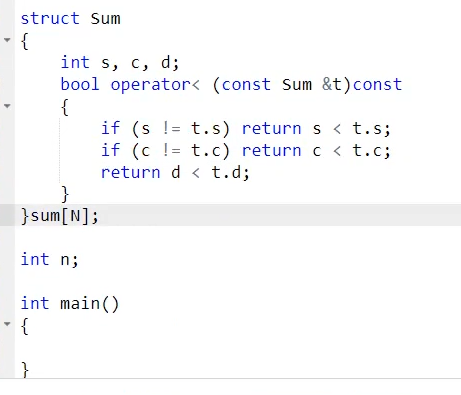 struct Sum
{
    int s, c, d;
    bool operator< (const Sum &t)const
    {
        if (s != t.s) return s < t.s;
        if (c != t.c) return c < t.c;
        return d < t.d;
    }
}sum[N];

int n;

int main()
{

}